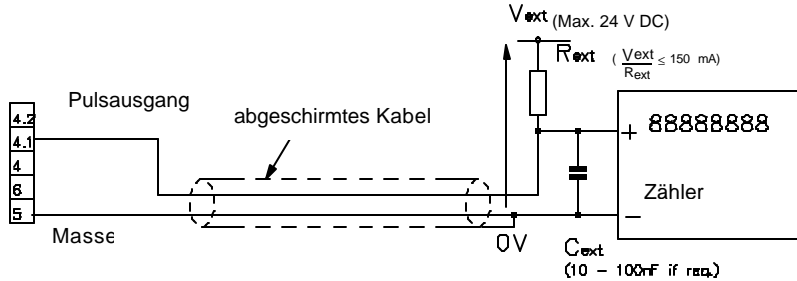 Vext (Max. 24 V DC)
Rext ( Vext/Rext ≤ 150 mA)
Pulsausgang
abgeschirmtes Kabel
4.2
4.1
4
6
5
+ 88888888
Zähler
−
Masse
0V
Cext
(10 - 100nF if req.)